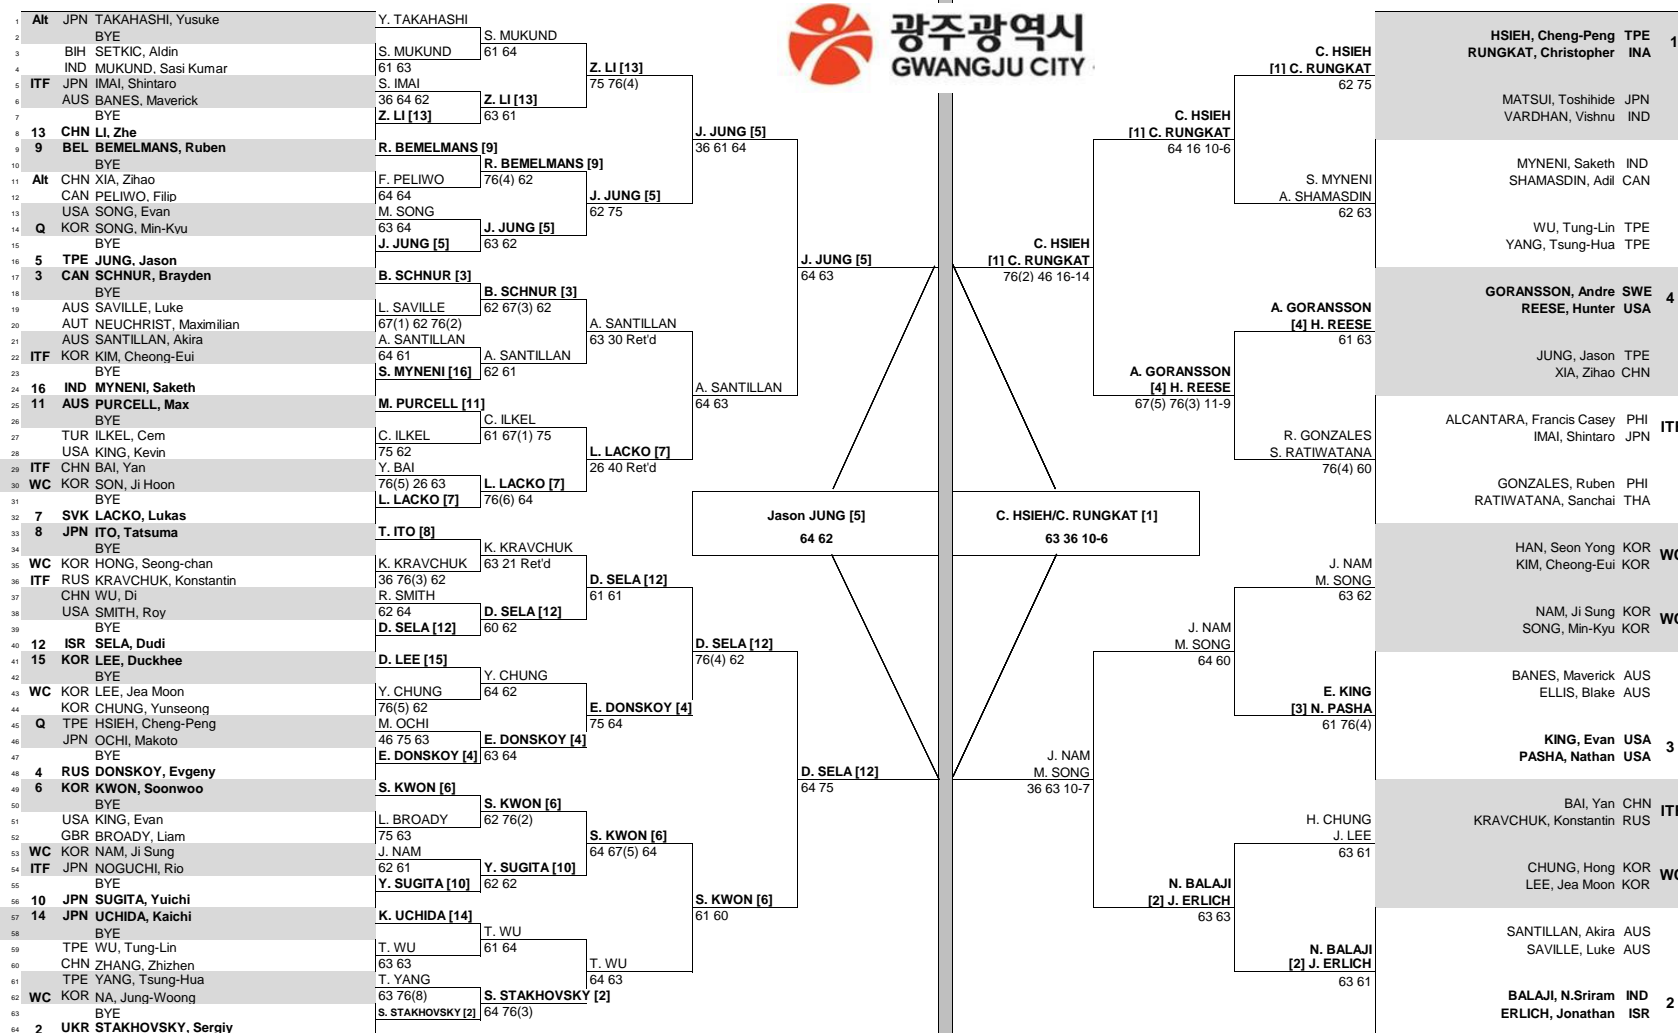 광주광역시
GWANGJU CITY
1 Alt JPN TAKAHASHI, Yusuke
2 BYE
3 BIH SETKIC, Aldin
4 IND MUKUND, Sasi Kumar
5 ITF JPN IMAI, Shintaro
6 AUS BANES, Maverick
7 BYE
8 13 CHN LI, Zhe
9 9 BEL BEMELMANS, Ruben
10 BYE
11 Alt CHN XIA, Zihao
12 CAN PELIWO, Filip
13 USA SONG, Evan
14 Q KOR SONG, Min-Kyu
15 BYE
16 5 TPE JUNG, Jason
17 3 CAN SCHNUR, Brayden
18 BYE
19 AUS SAVILLE, Luke
20 AUT NEUCHRIST, Maximilian
21 AUS SANTILLAN, Akira
22 ITF KOR KIM, Cheong-Eui
23 BYE
24 16 IND MYNENI, Saketh
25 11 AUS PURCELL, Max
26 BYE
27 TUR ILKEL, Cem
28 USA KING, Kevin
29 ITF CHN BAI, Yan
30 WC KOR SON, Ji Hoon
31 BYE
32 7 SVK LACKO, Lukas
33 8 JPN ITO, Tatsuma
34 BYE
35 WC KOR HONG, Seong-chan
36 ITF RUS KRAVCHUK, Konstantin
37 CHN WU, Di
38 USA SMITH, Roy
39 BYE
40 12 ISR SELA, Dudi
41 15 KOR LEE, Duckhee
42 BYE
43 WC KOR LEE, Jea Moon
44 KOR CHUNG, Yunseong
45 Q TPE HSIEH, Cheng-Peng
46 JPN OCHI, Makoto
47 BYE
48 4 RUS DONSKOY, Evgeny
49 6 KOR KWON, Soonwoo
50 BYE
51 USA KING, Evan
52 GBR BROADY, Liam
53 WC KOR NAM, Ji Sung
54 ITF JPN NOGUCHI, Rio
55 BYE
56 10 JPN SUGITA, Yuichi
57 14 JPN UCHIDA, Kaichi
58 BYE
59 TPE WU, Tung-Lin
60 CHN ZHANG, Zhizhen
61 TPE YANG, Tsung-Hua
62 WC KOR NA, Jung-Woong
63 BYE
64 2 UKR STAKHOVSKY, Sergiy
Y. TAKAHASHI
S. MUKUND
61 63
S. IMAI
36 64 62
Z. LI [13]
R. BEMELMANS [9]
F. PELIWO
64 64
M. SONG
63 64
J. JUNG [5]
B. SCHNUR [3]
L. SAVILLE
67(1) 62 76(2)
A. SANTILLAN
64 61
S. MYNENI [16]
M. PURCELL [11]
C. ILKEL
75 62
Y. BAI
76(5) 26 63
L. LACKO [7]
T. ITO [8]
K. KRAVCHUK
36 76(3) 62
R. SMITH
62 64
D. SELA [12]
D. LEE [15]
Y. CHUNG
76(5) 62
M. OCHI
46 75 63
E. DONSKOY [4]
S. KWON [6]
L. BROADY
75 63
J. NAM
62 61
Y. SUGITA [10]
K. UCHIDA [14]
T. WU
63 63
T. YANG
63 76(8)
S. STAKHOVSKY [2]
S. MUKUND
61 64
Z. LI [13]
63 61
R. BEMELMANS [9]
76(4) 62
J. JUNG [5]
63 62
B. SCHNUR [3]
62 67(3) 62
A. SANTILLAN
62 61
C. ILKEL
61 67(1) 75
L. LACKO [7]
76(6) 64
K. KRAVCHUK
63 21 Ret'd
D. SELA [12]
60 62
Y. CHUNG
64 62
E. DONSKOY [4]
63 64
S. KWON [6]
62 76(2)
Y. SUGITA [10]
62 62
T. WU
61 64
S. STAKHOVSKY [2]
64 76(3)
Z. LI [13]
75 76(4)
J. JUNG [5]
62 75
A. SANTILLAN
63 30 Ret'd
L. LACKO [7]
26 40 Ret'd
D. SELA [12]
61 61
E. DONSKOY [4]
75 64
S. KWON [6]
64 67(5) 64
T. WU
64 63
J. JUNG [5]
36 61 64
A. SANTILLAN
64 63
D. SELA [12]
76(4) 62
S. KWON [6]
61 60
J. JUNG [5]
64 63
D. SELA [12]
64 75
Jason JUNG [5]
64 62
C. HSIEH/C. RUNGKAT [1]
63 36 10-6
C. HSIEH
[1] C. RUNGKAT
76(2) 46 16-14
J. NAM
M. SONG
36 63 10-7
C. HSIEH
[1] C. RUNGKAT
64 16 10-6
A. GORANSSON
[4] H. REESE
67(5) 76(3) 11-9
J. NAM
M. SONG
64 60
N. BALAJI
[2] J. ERLICH
63 63
C. HSIEH
[1] C. RUNGKAT
62 75
S. MYNENI
A. SHAMASDIN
62 63
A. GORANSSON
[4] H. REESE
61 63
R. GONZALES
S. RATIWATANA
76(4) 60
J. NAM
M. SONG
63 62
E. KING
[3] N. PASHA
61 76(4)
H. CHUNG
J. LEE
63 61
N. BALAJI
[2] J. ERLICH
63 61
HSIEH, Cheng-Peng TPE 1
RUNGKAT, Christopher INA
MATSUI, Toshihide JPN
VARDHAN, Vishnu IND
MYNENI, Saketh IND
SHAMASDIN, Adil CAN
WU, Tung-Lin TPE
YANG, Tsung-Hua TPE
GORANSSON, Andre SWE 4
REESE, Hunter USA
JUNG, Jason TPE
XIA, Zihao CHN
ALCANTARA, Francis Casey PHI IT
IMAI, Shintaro JPN
GONZALES, Ruben PHI
RATIWATANA, Sanchai THA
HAN, Seon Yong KOR WC
KIM, Cheong-Eui KOR
NAM, Ji Sung KOR WC
SONG, Min-Kyu KOR
BANES, Maverick AUS
ELLIS, Blake AUS
KING, Evan USA 3
PASHA, Nathan USA
BAI, Yan CHN IT
KRAVCHUK, Konstantin RUS
CHUNG, Hong KOR WC
LEE, Jea Moon KOR
SANTILLAN, Akira AUS
SAVILLE, Luke AUS
BALAJI, N.Sriram IND 2
ERLICH, Jonathan ISR